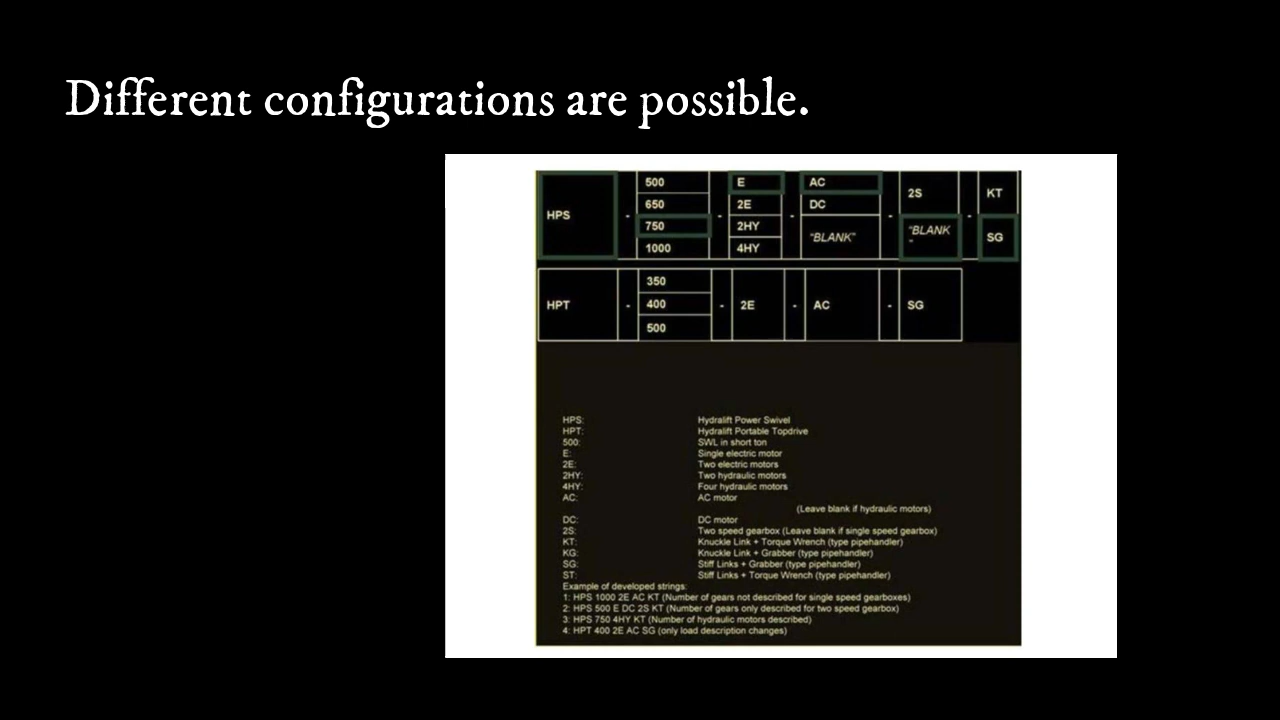 Different configurations are possible.
500 E AC
2S KT
650 2E DC
HPS - - - - -
750 2HY "BLANK" "BLANK" SG
1000 4HY
350
HPT - 400 - 2E - AC - SG
500
HPS: Hydralift Power Swivel
HPT: Hydralift Portable Topdrive
500: SWL in short ton
E: Single electric motor
2E: Two electric motors
2HY: Two hydraulic motors
4HY: Four hydraulic motors
AC: AC motor
(Leave blank if hydraulic motors)
DC: DC motor
2S: Two speed gearbox (Leave blank if single speed gearbox)
KT: Knuckle Link + Torque Wrench (type pipehandler)
KG: Knuckle Link + Grabber (type pipehandler)
SG: Stiff Links + Grabber (type pipehandler)
ST: Stiff Links + Torque Wrench (type pipehandler)
Example of developed strings:
1: HPS 1000 2E AC KT (Number of gears not described for single speed gearboxes)
2: HPS 500 E DC 2S KT (Number of gears only described for two speed gearbox)
3: HPS 750 4HY KT (Number of hydraulic motors described)
4: HPT 400 2E AC SG (only load description changes)